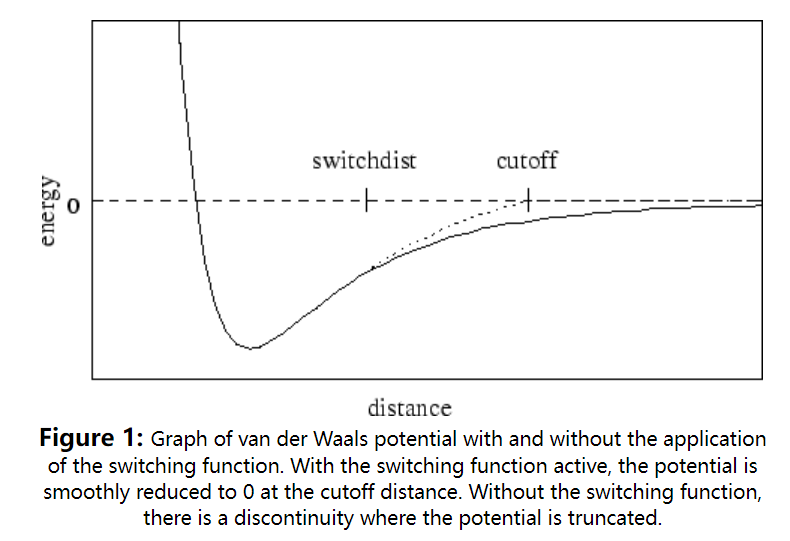 switchdist cutoff
energy
0
distance
Figure 1: Graph of van der Waals potential with and without the application
of the switching function. With the switching function active, the potential is
smoothly reduced to 0 at the cutoff distance. Without the switching function,
there is a discontinuity where the potential is truncated.